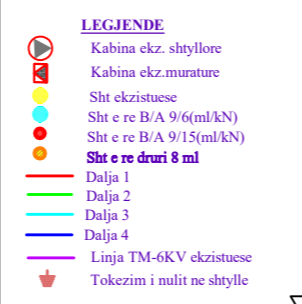 LEGJENDE
Kabina ekz. shtyllore
Kabina ekz.murature
Sht ekzistuese
Sht e re B/A 9/6(ml/kN)
Sht e re B/A 9/15(ml/kN)
Sht e re druri 8 ml
Dalja 1
Dalja 2
Dalja 3
Dalja 4
Linja TM-6KV ekzistuese
Tokezim i nulit ne shtylle